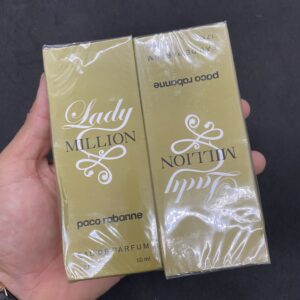 Lady
MILLION
paco rabanne
EAU DE PARFUM
50 ml
Lady
MILLION
paco rabanne